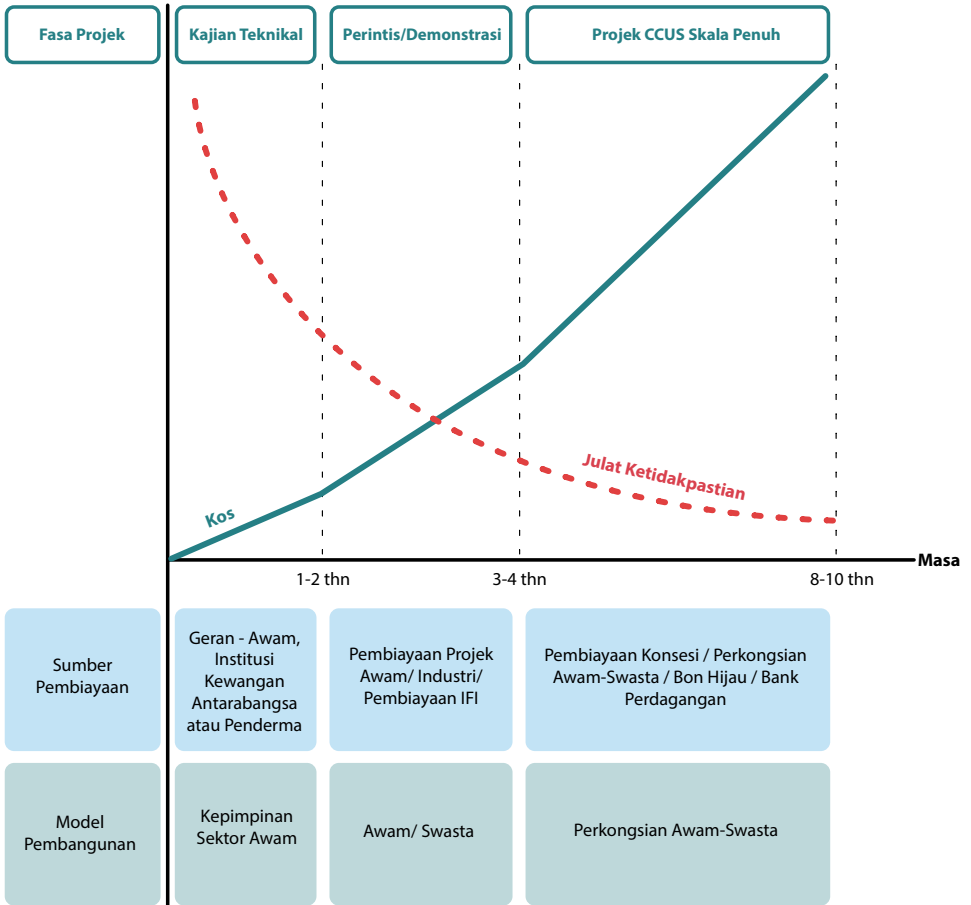 Fasa Projek
Kajian Teknikal
Perintis/Demonstrasi
Projek CCUS Skala Penuh
Kos
Julat Ketidakpastian
Masa
1-2 thn
3-4 thn
8-10 thn
Sumber
Pembiayaan
Geran - Awam,
Institusi
Kewangan
Antarabangsa
atau Penderma
Pembiayaan Projek
Awam/ Industri/
Pembiayaan IFI
Pembiayaan Konsesi / Perkongsian
Awam-Swasta / Bon Hijau / Bank
Perdagangan
Model
Pembangunan
Kepimpinan
Sektor Awam
Awam/ Swasta
Perkongsian Awam-Swasta